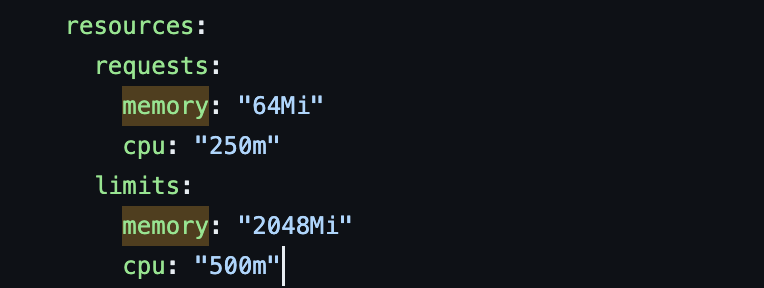 resources:
requests:
memory: "64Mi"
cpu: "250m"
limits:
memory: "2048Mi"
cpu: "500m"